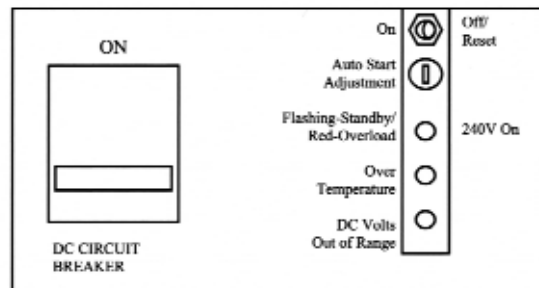 ON
DC CIRCUIT
BREAKER
On
Off/
Reset
Auto Start
Adjustment
Flashing-Standby/
Red-Overload
240V On
Over
Temperature
DC Volts
Out of Range